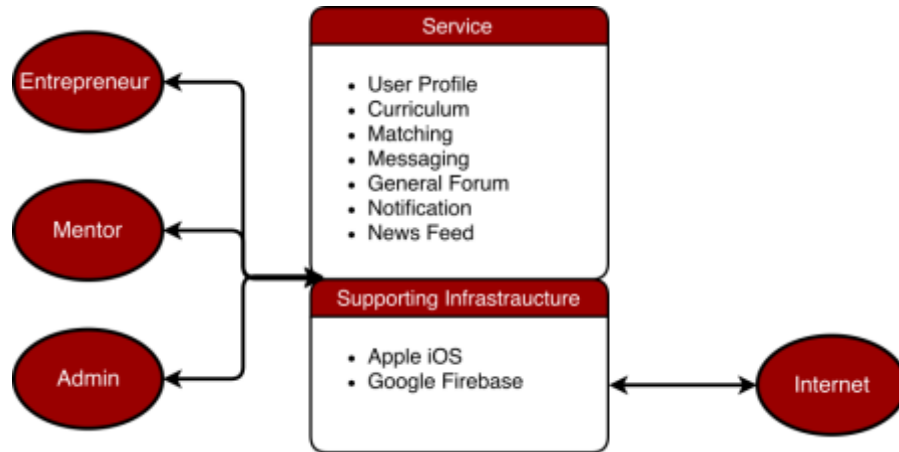 Service
Entrepreneur
• User Profile
• Curriculum
• Matching
• Messaging
• General Forum
• Notification
• News Feed
Mentor
Supporting Infrastraucture
• Apple iOS
• Google Firebase
Admin
Internet